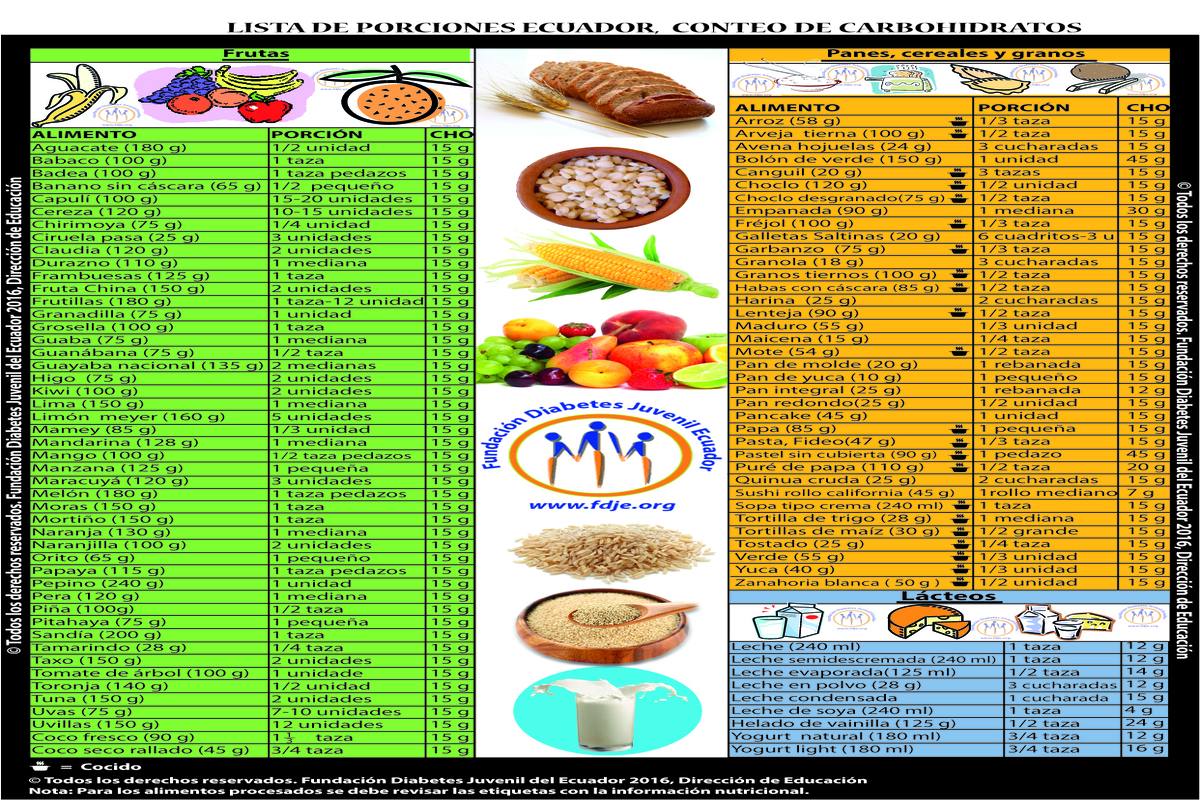 LISTA DE PORCIONES ECUADOR, CONTEO DE CARBOHIDRATOS
Frutas
ALIMENTO PORCIÓN CHO
Aguacate (180 g) 1/2 unidad 15 g
Babaco (100 g) 1 taza 15 g
Badea (100 g) 1 taza pedazos 15 g
Banano sin cáscara (65 g) 1/2 pequeño 15 g
Capulí (100 g) 15-20 unidades 15 g
Cereza (120 g) 10-15 unidades 15 g
Chirimoya (75 g) 1/4 unidad 15 g
Ciruela pasa (25 g) 3 unidades 15 g
Claudia (120 g) 2 unidades 15 g
Durazno (110 g) 1 mediana 15 g
Frambuesas (125 g) 1 taza 15 g
Fruta China (150 g) 2 unidades 15 g
Frutillas (180 g) 1 taza-12 unidad 15 g
Granadilla (75 g) 1 unidad 15 g
Grosella (100 g) 1 taza 15 g
Guaba (75 g) 1 mediana 15 g
Guanábana (75 g) 1/2 taza 15 g
Guayaba nacional (135 g) 2 medianas 15 g
Higo (75 g) 2 unidades 15 g
Kiwi (100 g) 2 unidades 15 g
Lima (150 g) 1 mediana 15 g
Limón meyer (160 g) 5 unidades 15 g
Mamey (85 g) 1/3 unidad 15 g
Mandarina (128 g) 1 mediana 15 g
Mango (100 g) 1/2 taza pedazos 15 g
Manzana (125 g) 1 pequeña 15 g
Maracuyá (120 g) 3 unidades 15 g
Melón (180 g) 1 taza pedazos 15 g
Moras (150 g) 1 taza 15 g
Mortiño (150 g) 1 taza 15 g
Naranja (130 g) 1 mediana 15 g
Naranjilla (100 g) 2 unidades 15 g
Orito (65 g) 1 pequeño 15 g
Papaya (115 g) 1 taza pedazos 15 g
Pepino (240 g) 1 unidad 15 g
Pera (120 g) 1 mediana 15 g
Piña (100g) 1/2 taza 15 g
Pitahaya (75 g) 1 pequeña 15 g
Sandía (200 g) 1 taza 15 g
Tamarindo (28 g) 1/4 taza 15 g
Taxo (150 g) 2 unidades 15 g
Tomate de árbol (100 g) 1 unidade 15 g
Toronja (140 g) 1/2 unidad 15 g
Tuna (150 g) 2 unidades 15 g
Uvas (75 g) 7-10 unidades 15 g
Uvillas (150 g) 12 unidades 15 g
Coco fresco (90 g) 1 1/3 taza 15 g
Coco seco rallado (45 g) 3/4 taza 15 g
Fundación Diabetes Juvenil Ecuador
www.fdje.org
Panes, cereales y granos
ALIMENTO PORCIÓN CHO
Arroz (58 g) 1/3 taza 15 g
Arveja tierna (100 g) 1/2 taza 15 g
Avena hojuelas (24 g) 3 cucharadas 15 g
Bolón de verde (150 g) 1 unidad 45 g
Canguil (20 g) 3 tazas 15 g
Choclo (120 g) 1/2 unidad 15 g
Choclo desgranado(75 g) 1/2 taza 15 g
Empanada (90 g) 1 mediana 30 g
Fréjol (100 g) 1/3 taza 15 g
Galletas Saltinas (20 g) 6 cuadritos-3 u 15 g
Garbanzo (75 g) 1/3 taza 15 g
Granola (18 g) 3 cucharadas 15 g
Granos tiernos (100 g) 1/2 taza 15 g
Habas con cáscara (85 g) 1/2 taza 15 g
Harina (25 g) 2 cucharadas 15 g
Lenteja (90 g) 1/2 taza 15 g
Maduro (55 g) 1/3 unidad 15 g
Maicena (15 g) 1/4 taza 15 g
Mote (54 g) 1/2 taza 15 g
Pan de molde (20 g) 1 rebanada 15 g
Pan de yuca (10 g) 1 pequeño 15 g
Pan integral (25 g) 1 rebanada 12 g
Pan redondo(25 g) 1/2 unidad 15 g
Pancake (45 g) 1 unidad 15 g
Papa (85 g) 1 pequeña 15 g
Pasta, Fideo(47 g) 1/3 taza 15 g
Pastel sin cubierta (90 g) 1 pedazo 45 g
Puré de papa (110 g) 1/2 taza 20 g
Quinua cruda (25 g) 2 cucharadas 15 g
Sushi rollo california (45 g) 1rollo mediano 7 g
Sopa tipo crema (240 ml) 1 taza 15 g
Tortilla de trigo (28 g) 1 mediana 15 g
Tortillas de maíz (30 g) 1/2 grande 15 g
Tostado (25 g) 1/4 taza 15 g
Verde (55 g) 1/3 unidad 15 g
Yuca (40 g) 1/3 unidad 15 g
Zanahoria blanca ( 50 g ) 1/2 unidad 15 g
Lácteos
Leche (240 ml) 1 taza 12 g
Leche semidescremada (240 ml) 1 taza 12 g
Leche evaporada(125 ml) 1/2 taza 14 g
Leche en polvo (28 g) 3 cucharadas 12 g
Leche condensada 1 cucharada 15 g
Leche de soya (240 ml) 1 taza 4 g
Helado de vainilla (125 g) 1/2 taza 24 g
Yogurt natural (180 ml) 3/4 taza 12 g
Yogurt light (180 ml) 3/4 taza 16 g
= Cocido
© Todos los derechos reservados. Fundación Diabetes Juvenil del Ecuador 2016, Dirección de Educación
Nota: Para los alimentos procesados se debe revisar las etiquetas con la información nutricional.
© Todos los derechos reservados. Fundación Diabetes Juvenil del Ecuador 2016, Dirección de Educación
© Todos los derechos reservados. Fundación Diabetes Juvenil del Ecuador 2016, Dirección de Educación